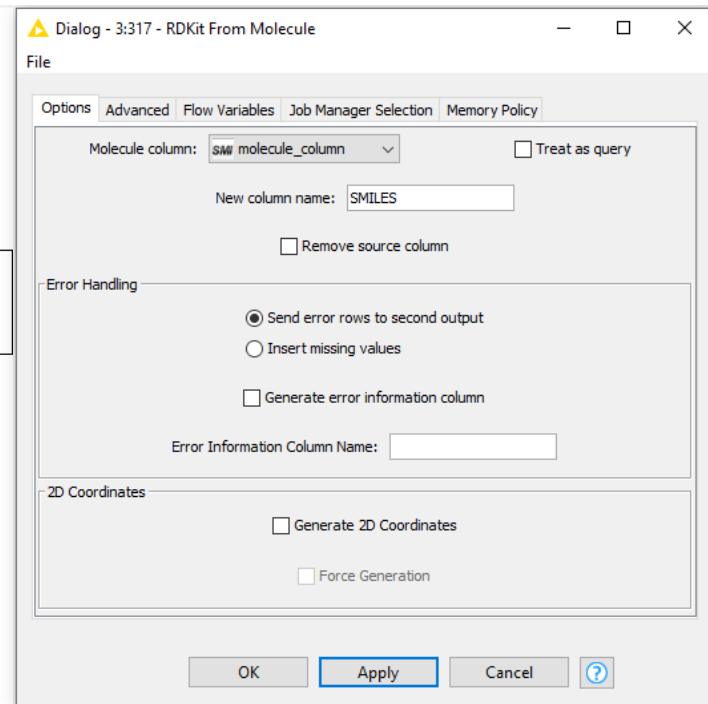 Dialog - 3:317 - RDKit From Molecule
File
Options Advanced Flow Variables Job Manager Selection Memory Policy
Molecule column: SMI molecule_column Treat as query
New column name: SMILES
Remove source column
Error Handling
Send error rows to second output
Insert missing values
Generate error information column
Error Information Column Name:
2D Coordinates
Generate 2D Coordinates
Force Generation
OK Apply Cancel ?